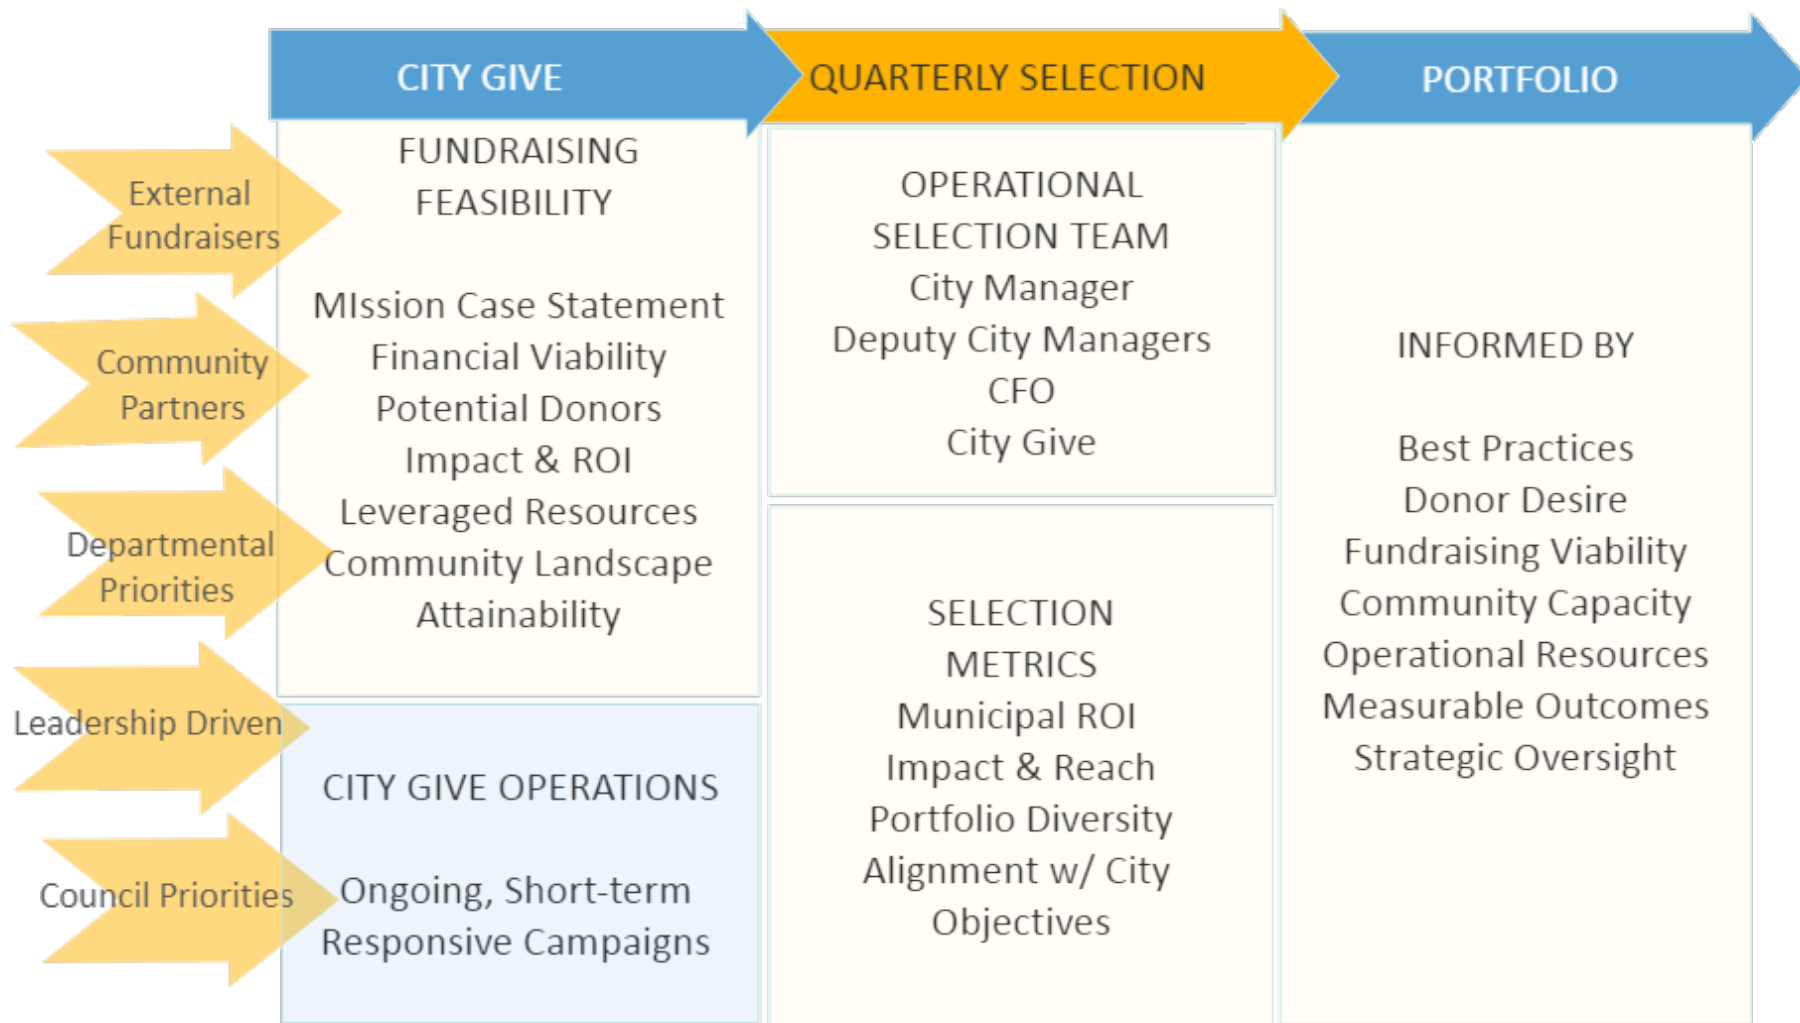 CITY GIVE
QUARTERLY SELECTION
PORTFOLIO
External
Fundraisers
Community
Partners
Departmental
Priorities
Leadership Driven
Council Priorities
FUNDRAISING
FEASIBILITY
MIssion Case Statement
Financial Viability
Potential Donors
Impact & ROI
Leveraged Resources
Community Landscape
Attainability
CITY GIVE OPERATIONS
Ongoing, Short-term
Responsive Campaigns
OPERATIONAL
SELECTION TEAM
City Manager
Deputy City Managers
CFO
City Give
SELECTION
METRICS
Municipal ROI
Impact & Reach
Portfolio Diversity
Alignment w/ City
Objectives
INFORMED BY
Best Practices
Donor Desire
Fundraising Viability
Community Capacity
Operational Resources
Measurable Outcomes
Strategic Oversight